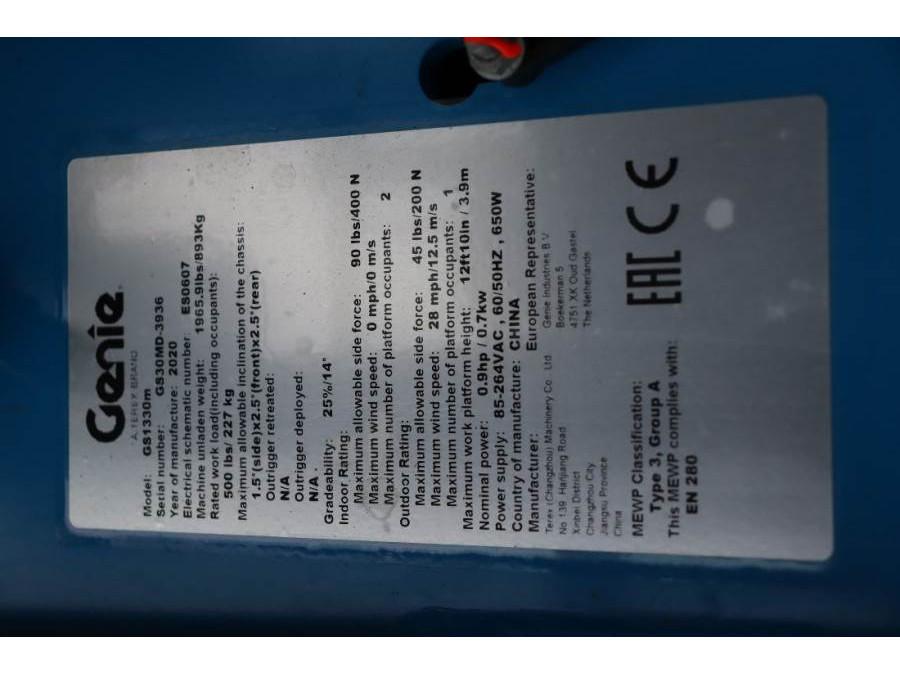 Genie
A TEREX BRAND
Model: GS1330m
Serial number: GS30MD-3936
Year of manufacture: 2020
Electrical schematic number: ES0607
Machine unladen weight: 1965.9lbs/893Kg
Rated work load(including occupants):
500 lbs/ 227 kg
Maximum allowable inclination of the chassis:
1.5°(side)x2.5°(front)x2.5°(rear)
Outrigger retreated:
N/A
Outrigger deployed:
N/A .
Gradeability: 25%/14°
Indoor Rating:
Maximum allowable side force: 90 lbs/400 N
Maximum wind speed: 0 mph/0 m/s
Maximum number of platform occupants: 2
Outdoor Rating:
Maximum allowable side force: 45 lbs/200 N
Maximum wind speed: 28 mph/12.5 m/s
Maximum number of platform occupants: 1
Maximum work platform height: 12ft10In / 3.9m
Nominal power: 0.9hp / 0.7kw
Power supply: 85-264VAC , 60/50HZ , 650W
Country of manufacture: CHINA
Manufacturer:
Terex (Changzhou) Machinery Co. Ltd.
No 139 Hanjiang Road
Xinbei District
Changzhou City
Jiangsu Province
China
European Representative:
Genie Industries B.V
Boekerman 5
4751 XK Oud Gastel
The Netherlands
MEWP Classification:
Type 3, Group A
This MEWP complies with:
EN 280
EAC CE